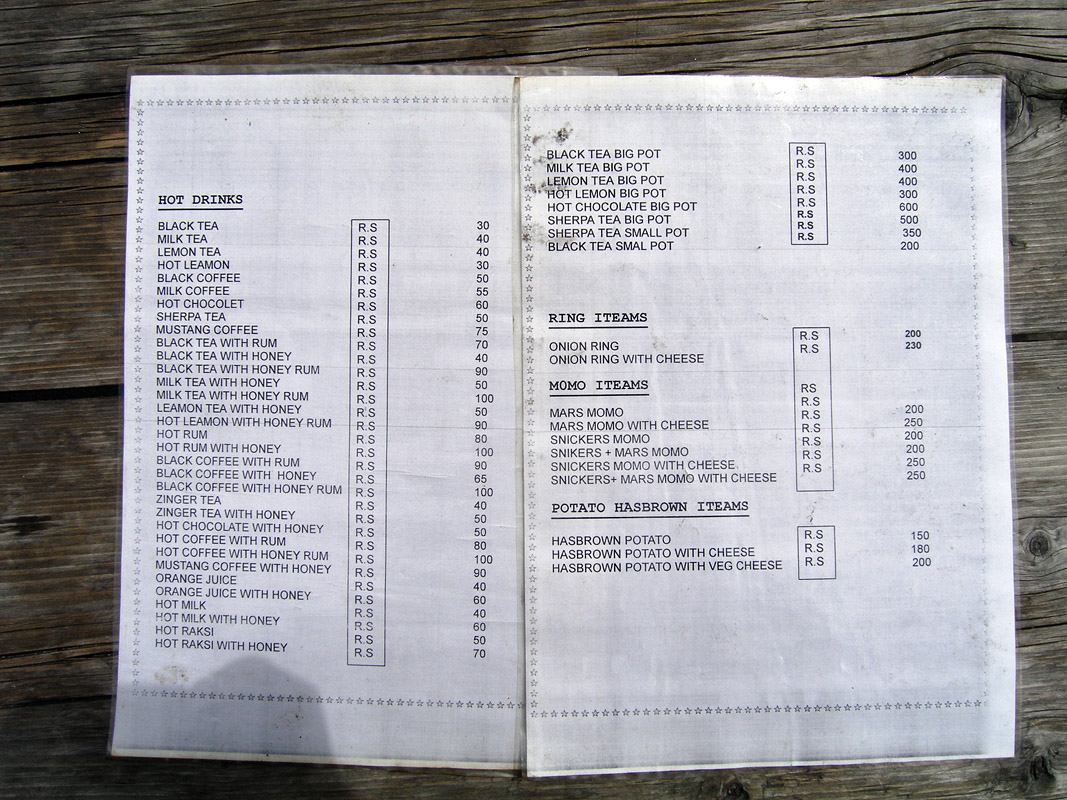 HOT DRINKS
BLACK TEA R.S 30
MILK TEA R.S 40
LEMON TEA R.S 40
HOT LEAMON R.S 30
BLACK COFFEE R.S 50
MILK COFFEE R.S 55
HOT CHOCOLET R.S 60
SHERPA TEA R.S 50
MUSTANG COFFEE R.S 75
BLACK TEA WITH RUM R.S 70
BLACK TEA WITH HONEY R.S 40
BLACK TEA WITH HONEY RUM R.S 90
MILK TEA WITH HONEY R.S 50
MILK TEA WITH HONEY RUM R.S 100
LEAMON TEA WITH HONEY R.S 50
HOT LEAMON WITH HONEY RUM R.S 90
HOT RUM R.S 80
HOT RUM WITH HONEY R.S 100
BLACK COFFEE WITH RUM R.S 90
BLACK COFFEE WITH HONEY R.S 65
BLACK COFFEE WITH HONEY RUM R.S 100
ZINGER TEA R.S 40
ZINGER TEA WITH HONEY R.S 50
HOT CHOCOLATE WITH HONEY R.S 50
HOT COFFEE WITH RUM R.S 80
HOT COFFEE WITH HONEY RUM R.S 100
MUSTANG COFFEE WITH HONEY R.S 90
ORANGE JUICE R.S 40
ORANGE JUICE WITH HONEY R.S 60
HOT MILK R.S 40
HOT MILK WITH HONEY R.S 60
HOT RAKSI R.S 50
HOT RAKSI WITH HONEY R.S 70
BLACK TEA BIG POT R.S 300
MILK TEA BIG POT R.S 400
LEMON TEA BIG POT R.S 400
HOT LEMON BIG POT R.S 300
HOT CHOCOLATE BIG POT R.S 600
SHERPA TEA BIG POT R.S 500
SHERPA TEA SMALL POT R.S 350
BLACK TEA SMAL POT R.S 200
RING ITEAMS
ONION RING R.S 200
ONION RING WITH CHEESE R.S 230
MOMO ITEAMS RS
MARS MOMO R.S 200
MARS MOMO WITH CHEESE R.S 250
SNICKERS MOMO R.S 200
SNIKERS + MARS MOMO R.S 200
SNICKERS MOMO WITH CHEESE R.S 250
SNICKERS+ MARS MOMO WITH CHEESE R.S 250
POTATO HASBROWN ITEAMS
HASBROWN POTATO R.S 150
HASBROWN POTATO WITH CHEESE R.S 180
HASBROWN POTATO WITH VEG CHEESE R.S 200